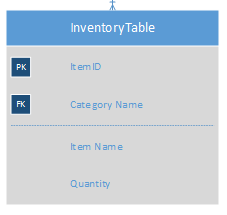 InventoryTable
PK ItemID
FK Category Name
Item Name
Quantity